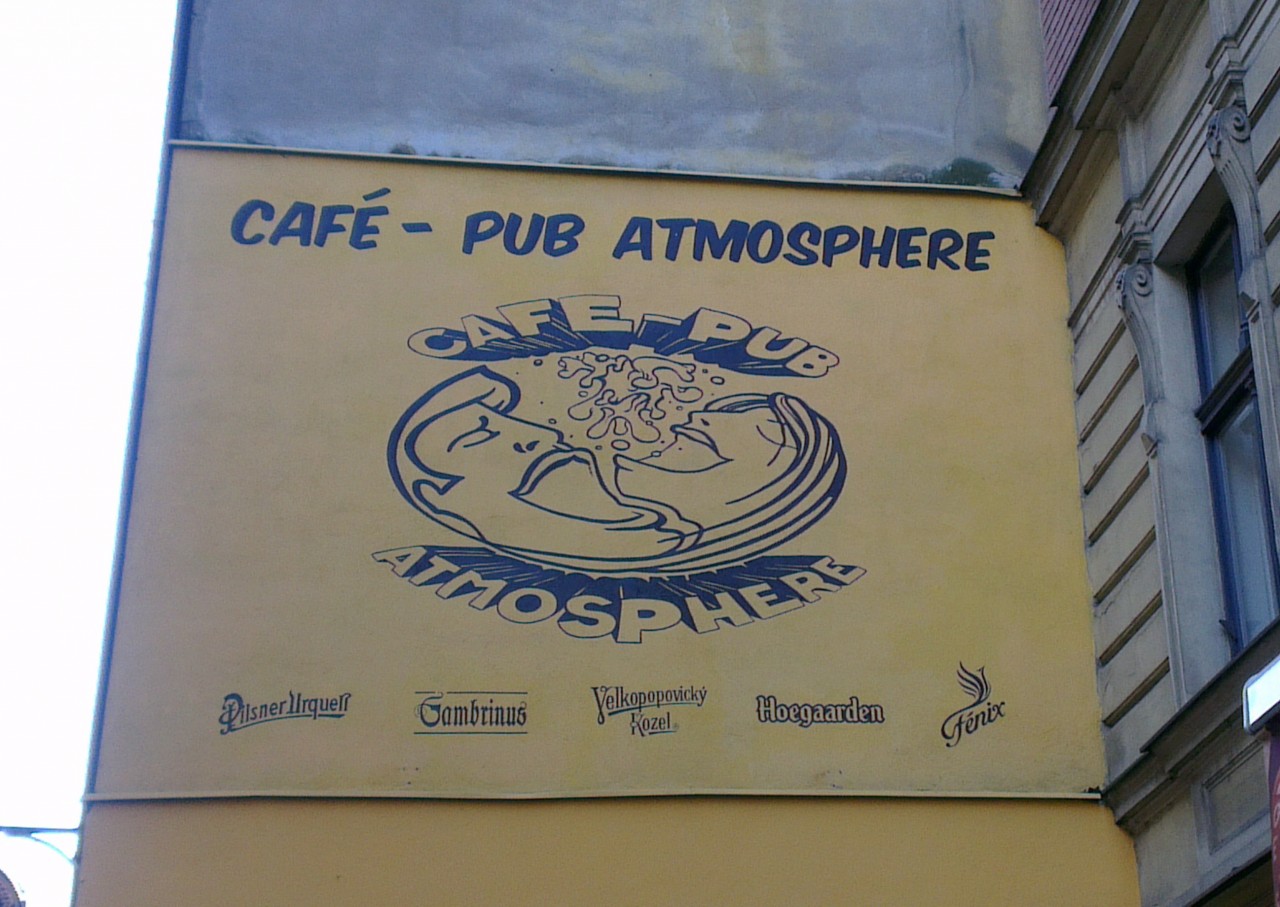 CAFÉ - PUB ATMOSPHERE
CAFE - PUB
ATMOSPHERE
Pilsner Urquell
Gambrinus
Velkopopovický
Kozel
Hoegaarden
Fénix